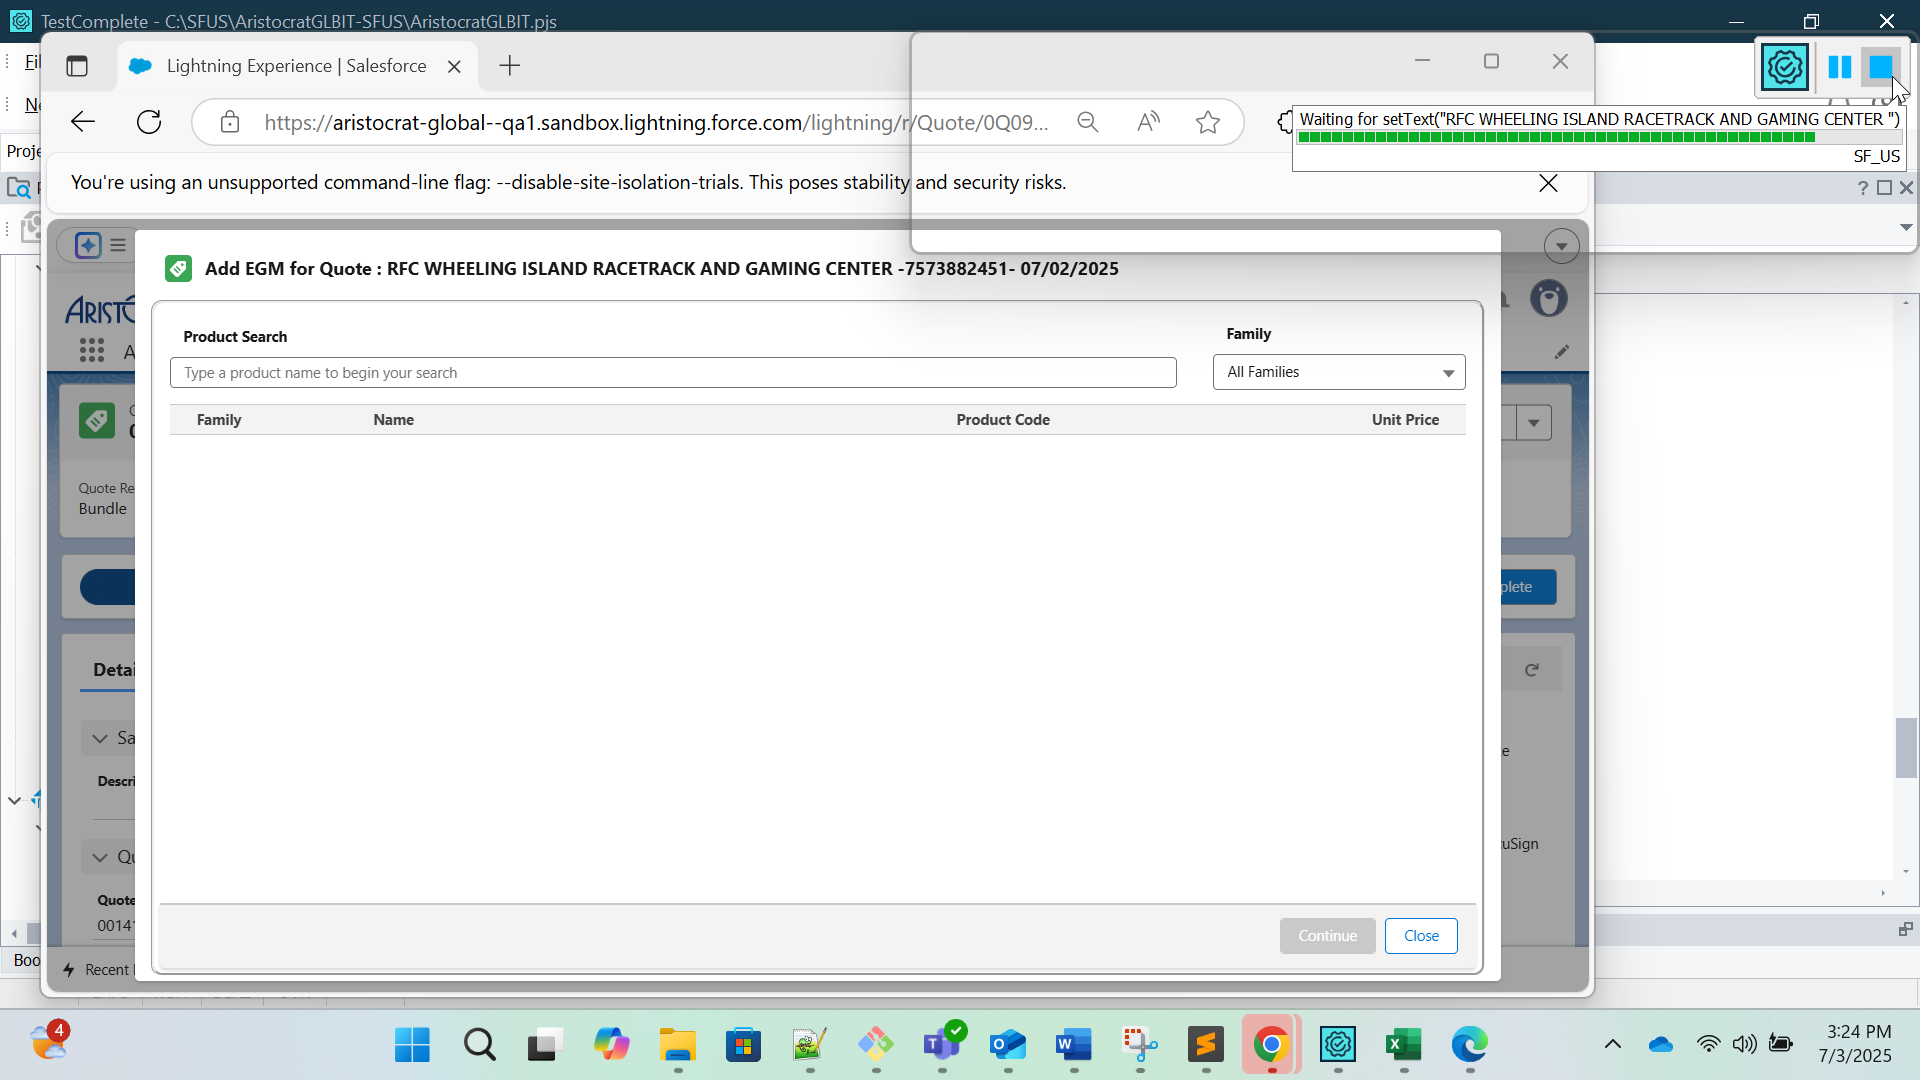 TestComplete - C:\SFUS\AristocratGLBIT-SFUS\AristocratGLBIT.pjs
Lightning Experience | Salesforce
https://aristocrat-global--qa1.sandbox.lightning.force.com/lightning/r/Quote/0Q09...
Waiting for setText("RFC WHEELING ISLAND RACETRACK AND GAMING CENTER ")
SF_US
Proje
You're using an unsupported command-line flag: --disable-site-isolation-trials. This poses stability and security risks.
Add EGM for Quote : RFC WHEELING ISLAND RACETRACK AND GAMING CENTER -7573882451- 07/02/2025
ARISTO
Product Search
Family
Type a product name to begin your search
All Families
Family Name Product Code Unit Price
Quote Re
Bundle
plete
Detai
Sa
Descri
Qu
uSign
Quote
0014
Continue
Close
Boo
Recent
4
3:24 PM
7/3/2025